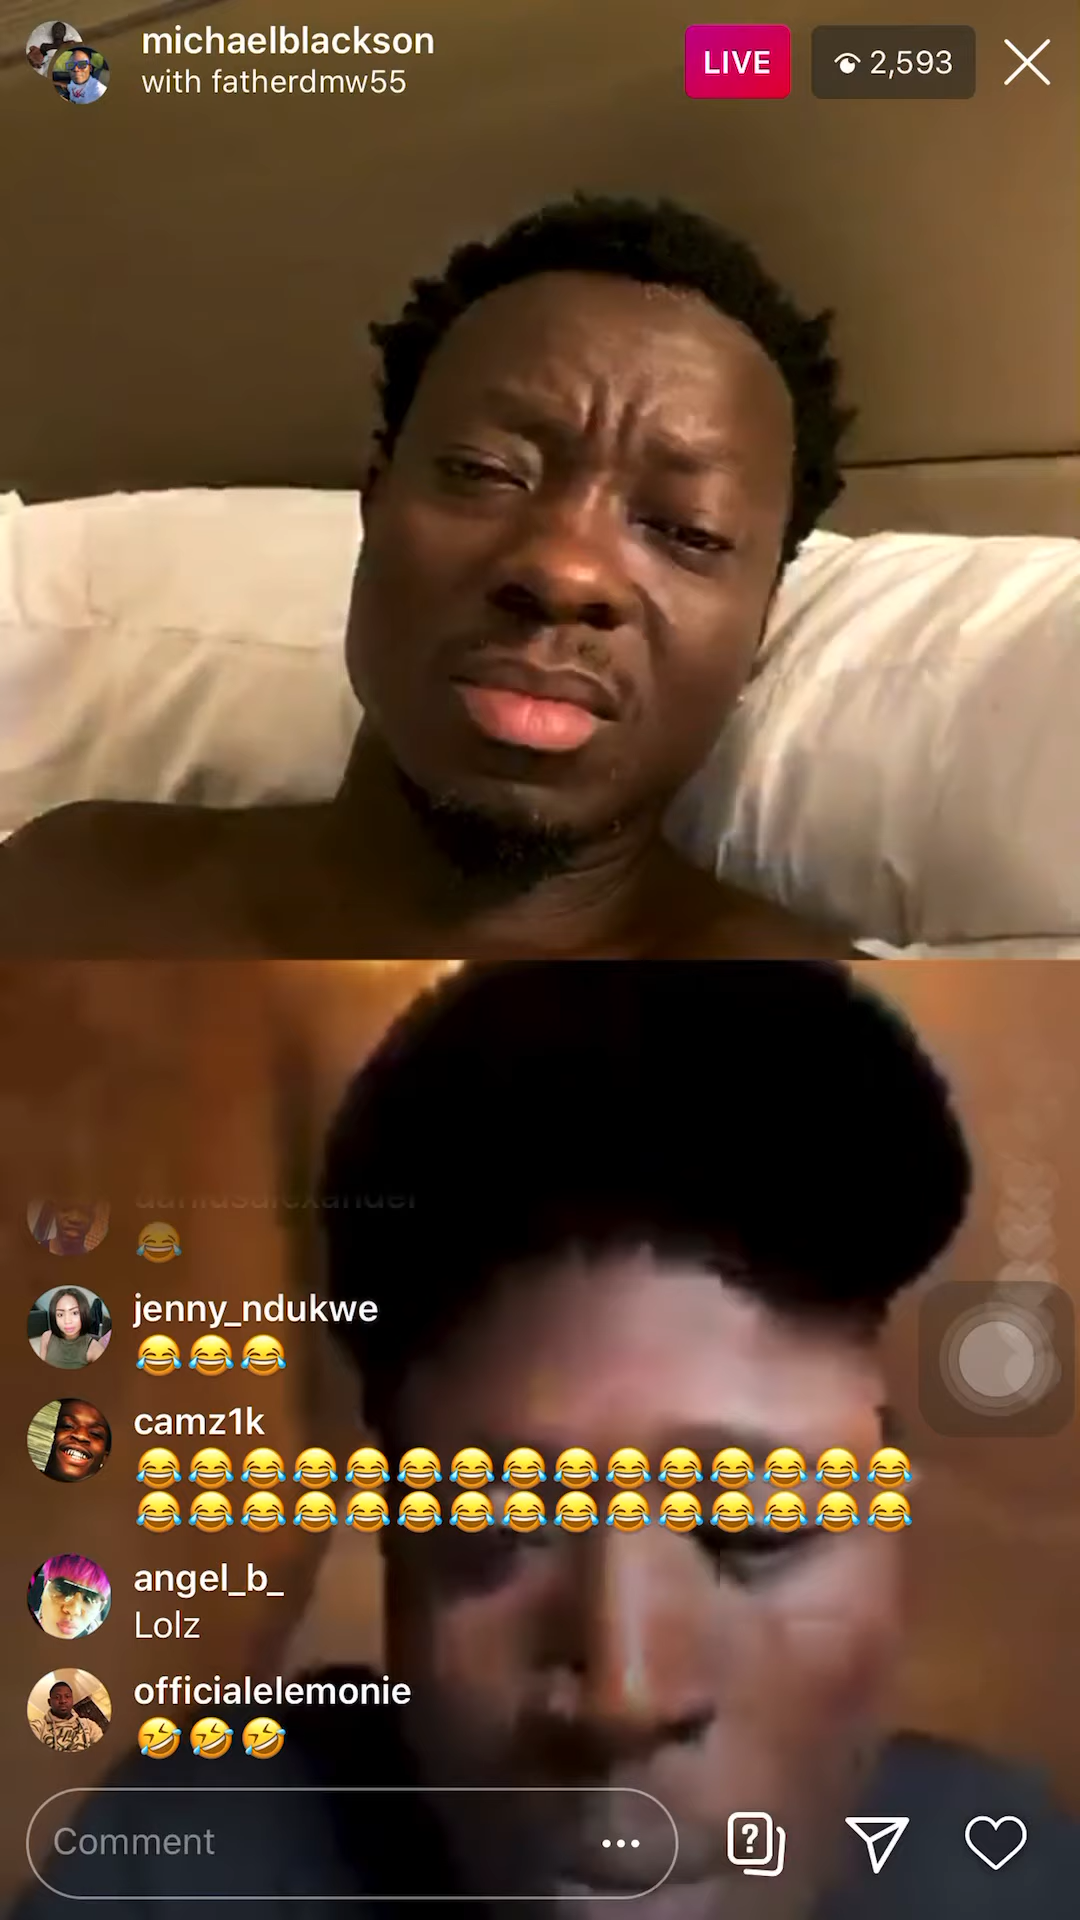 michaelblackson
with fatherdmw55
LIVE
2,593
jenny_ndukwe
😂😂😂
camz1k
😂😂😂😂😂😂😂😂😂😂😂😂😂😂😂
😂😂😂😂😂😂😂😂😂😂😂😂😂😂😂
angel_b_
Lolz
officialelemonie
🤣🤣🤣
Comment